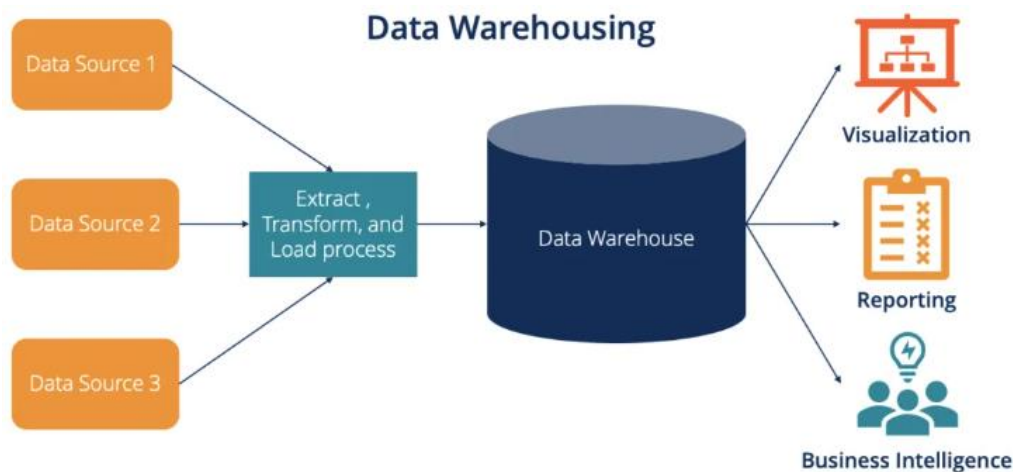 Data Warehousing
Data Source 1
Data Source 2
Data Source 3
Extract ,
Transform, and
Load process
Data Warehouse
Visualization
Reporting
Business Intelligence